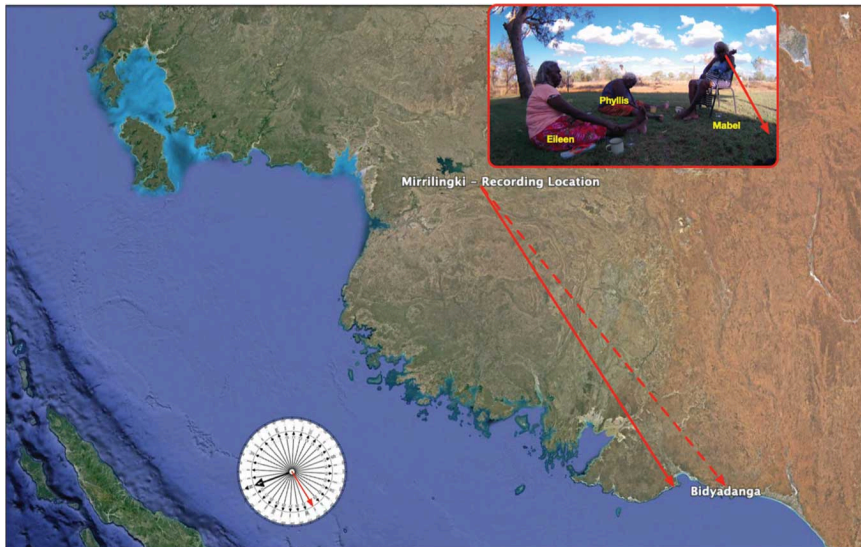 Phyllis
Mabel
Eileen
Mirrilingki - Recording Location
Bidyadanga